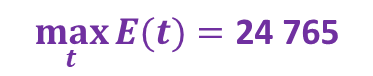 max E(t) = 24 765
t